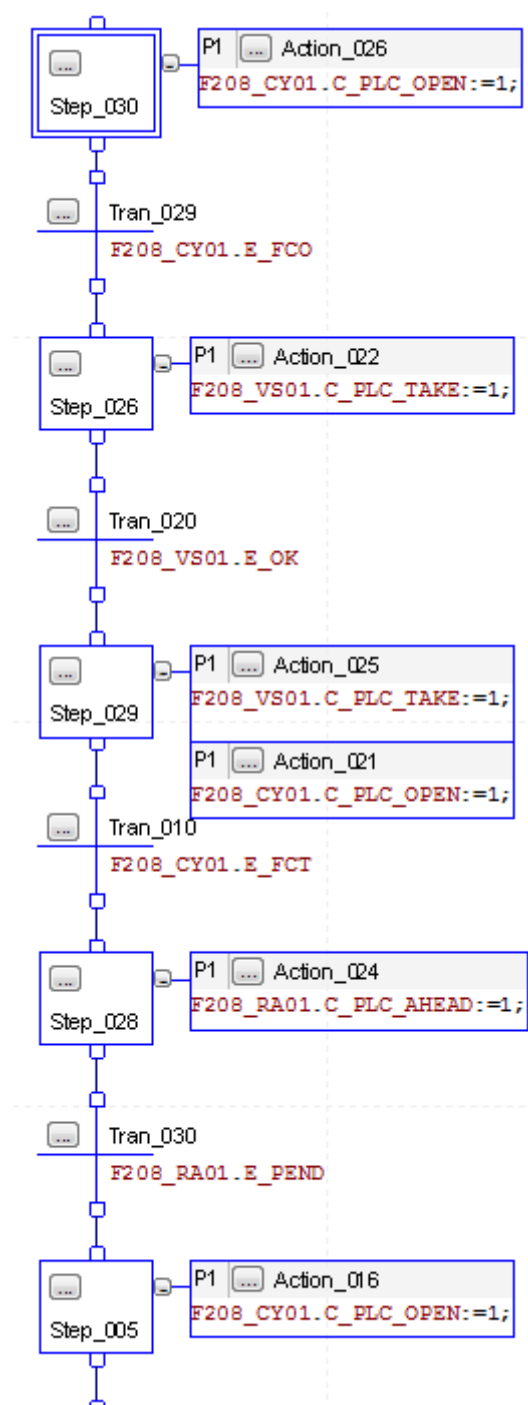 P1 ... Action_026
...
F208_CY01.C_PLC_OPEN:=1;
Step_030
... Tran_029
F208_CY01.E_FCO
P1 ... Action_022
...
F208_VS01.C_PLC_TAKE:=1;
Step_026
... Tran_020
F208_VS01.E_OK
P1 ... Action_025
...
F208_VS01.C_PLC_TAKE:=1;
Step_029
P1 ... Action_021
F208_CY01.C_PLC_OPEN:=1;
... Tran_010
F208_CY01.E_FCT
P1 ... Action_024
...
F208_RA01.C_PLC_AHEAD:=1;
Step_028
... Tran_030
F208_RA01.E_PEND
P1 ... Action_016
...
F208_CY01.C_PLC_OPEN:=1;
Step_005